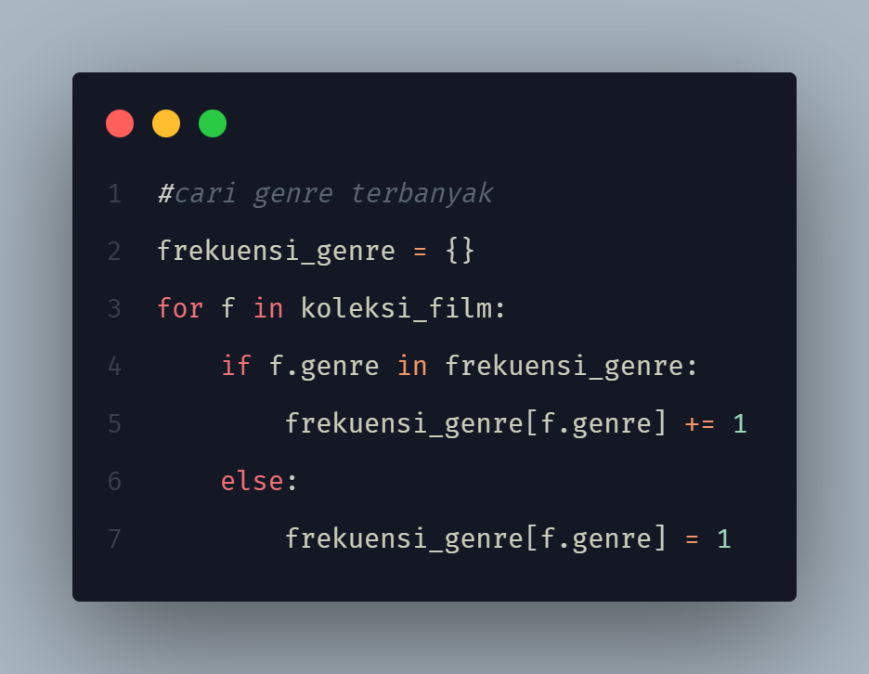 1 #cari genre terbanyak
2 frekuensi_genre = {}
3 for f in koleksi_film:
4     if f.genre in frekuensi_genre:
5         frekuensi_genre[f.genre] += 1
6     else:
7         frekuensi_genre[f.genre] = 1